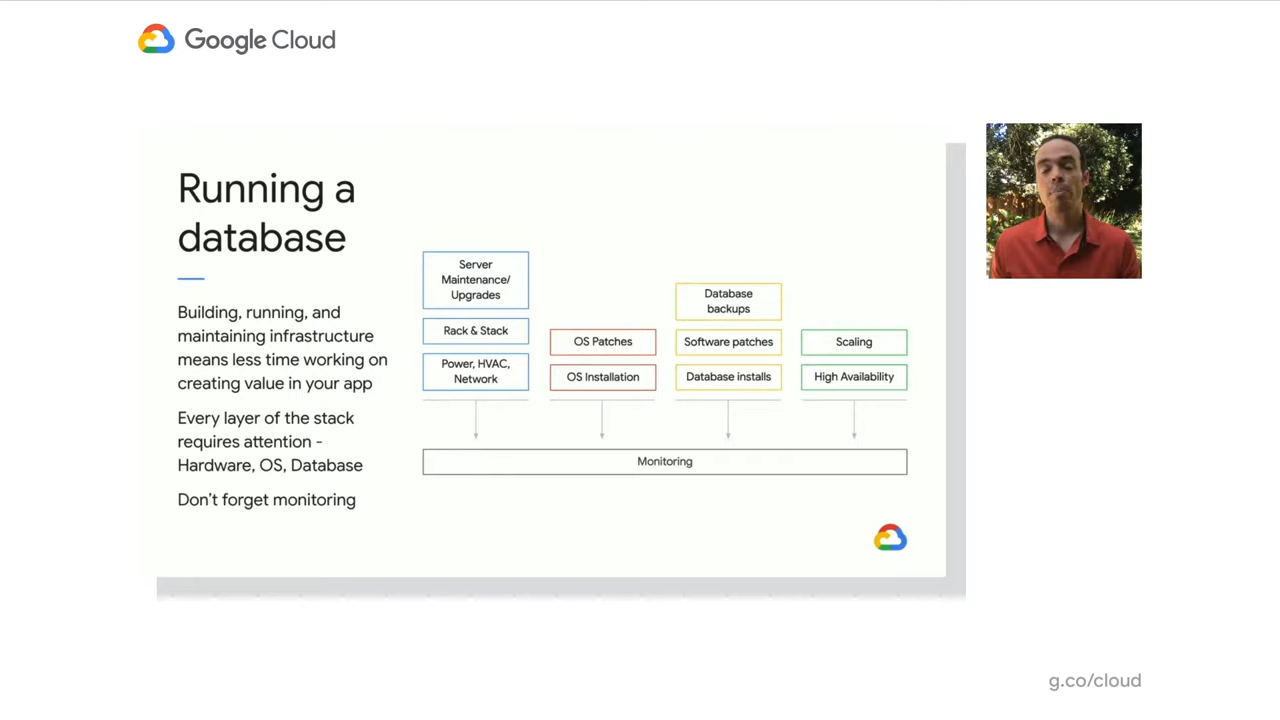 Google Cloud
Running a
database
Building, running, and
maintaining infrastructure
means less time working on
creating value in your app
Every layer of the stack
requires attention -
Hardware, OS, Database
Don't forget monitoring
Server
Maintenance/
Upgrades
Rack & Stack
Power, HVAC,
Network
OS Patches
OS Installation
Database
backups
Software patches
Database installs
Scaling
High Availability
Monitoring
g.co/cloud